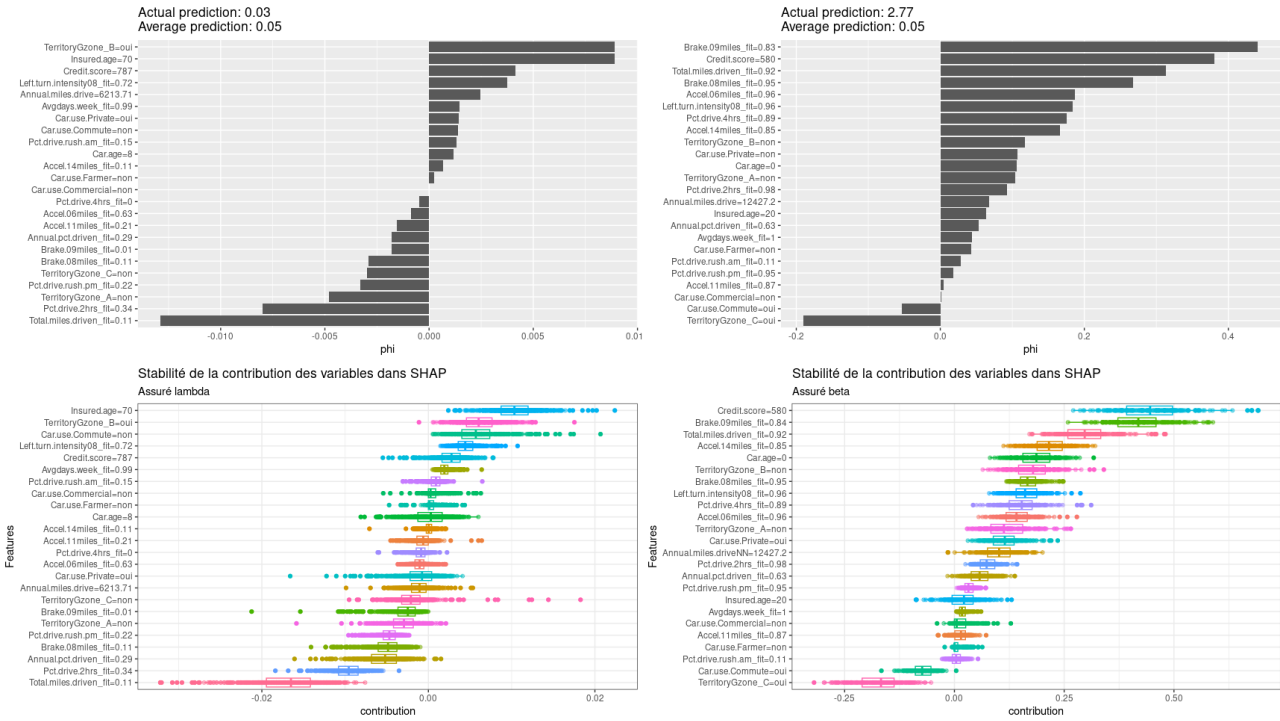 Actual prediction: 0.03
Average prediction: 0.05
TerritoryGzone_B=oui
Insured.age=70
Credit.score=787
Left.turn.intensity08_fit=0.72
Annual.miles.drive=6213.71
Avgdays.week_fit=0.99
Car.use.Private=oui
Car.use.Commute=non
Pct.drive.rush.am_fit=0.15
Car.age=8
Accel.14miles_fit=0.11
Car.use.Farmer=non
Car.use.Commercial=non
Pct.drive.4hrs_fit=0
Accel.06miles_fit=0.63
Accel.11miles_fit=0.21
Annual.pct.driven_fit=0.29
Brake.09miles_fit=0.01
Brake.08miles_fit=0.11
TerritoryGzone_C=non
Pct.drive.rush.pm_fit=0.22
TerritoryGzone_A=non
Pct.drive.2hrs_fit=0.34
Total.miles.driven_fit=0.11
-0.010 -0.005 0.000 0.005 0.010
phi
Actual prediction: 2.77
Average prediction: 0.05
Brake.09miles_fit=0.83
Credit.score=580
Total.miles.driven_fit=0.92
Brake.08miles_fit=0.95
Accel.06miles_fit=0.96
Left.turn.intensity08_fit=0.96
Pct.drive.4hrs_fit=0.89
Accel.14miles_fit=0.85
TerritoryGzone_B=non
Car.use.Private=non
Car.age=0
TerritoryGzone_A=non
Pct.drive.2hrs_fit=0.98
Annual.miles.drive=12427.2
Insured.age=20
Annual.pct.driven_fit=0.63
Avgdays.week_fit=1
Car.use.Farmer=non
Pct.drive.rush.am_fit=0.11
Pct.drive.rush.pm_fit=0.95
Accel.11miles_fit=0.87
Car.use.Commercial=non
Car.use.Commute=oui
TerritoryGzone_C=oui
-0.2 0.0 0.2 0.4
phi
Stabilité de la contribution des variables dans SHAP
Assuré lambda
Features
Insured.age=70
TerritoryGzone_B=oui
Car.use.Commute=non
Left.turn.intensity08_fit=0.72
Credit.score=787
Avgdays.week_fit=0.99
Pct.drive.rush.am_fit=0.15
Car.use.Commercial=non
Car.use.Farmer=non
Car.age=8
Accel.14miles_fit=0.11
Accel.11miles_fit=0.21
Pct.drive.4hrs_fit=0
Accel.06miles_fit=0.63
Car.use.Private=oui
Annual.miles.drive=6213.71
TerritoryGzone_C=non
Brake.09miles_fit=0.01
TerritoryGzone_A=non
Pct.drive.rush.pm_fit=0.22
Brake.08miles_fit=0.11
Annual.pct.driven_fit=0.29
Pct.drive.2hrs_fit=0.34
Total.miles.driven_fit=0.11
-0.02 0.00 0.02
contribution
Stabilité de la contribution des variables dans SHAP
Assuré beta
Features
Credit.score=580
Brake.09miles_fit=0.84
Total.miles.driven_fit=0.92
Accel.14miles_fit=0.85
Car.age=0
TerritoryGzone_B=non
Brake.08miles_fit=0.95
Left.turn.intensity08_fit=0.96
Pct.drive.4hrs_fit=0.89
Accel.06miles_fit=0.96
TerritoryGzone_A=non
Car.use.Private=oui
Annual.miles.driveNN=12427.2
Pct.drive.2hrs_fit=0.98
Annual.pct.driven_fit=0.63
Pct.drive.rush.pm_fit=0.95
Insured.age=20
Avgdays.week_fit=1
Car.use.Commercial=non
Accel.11miles_fit=0.87
Car.use.Farmer=non
Pct.drive.rush.am_fit=0.11
Car.use.Commute=oui
TerritoryGzone_C=oui
-0.25 0.00 0.25 0.50
contribution